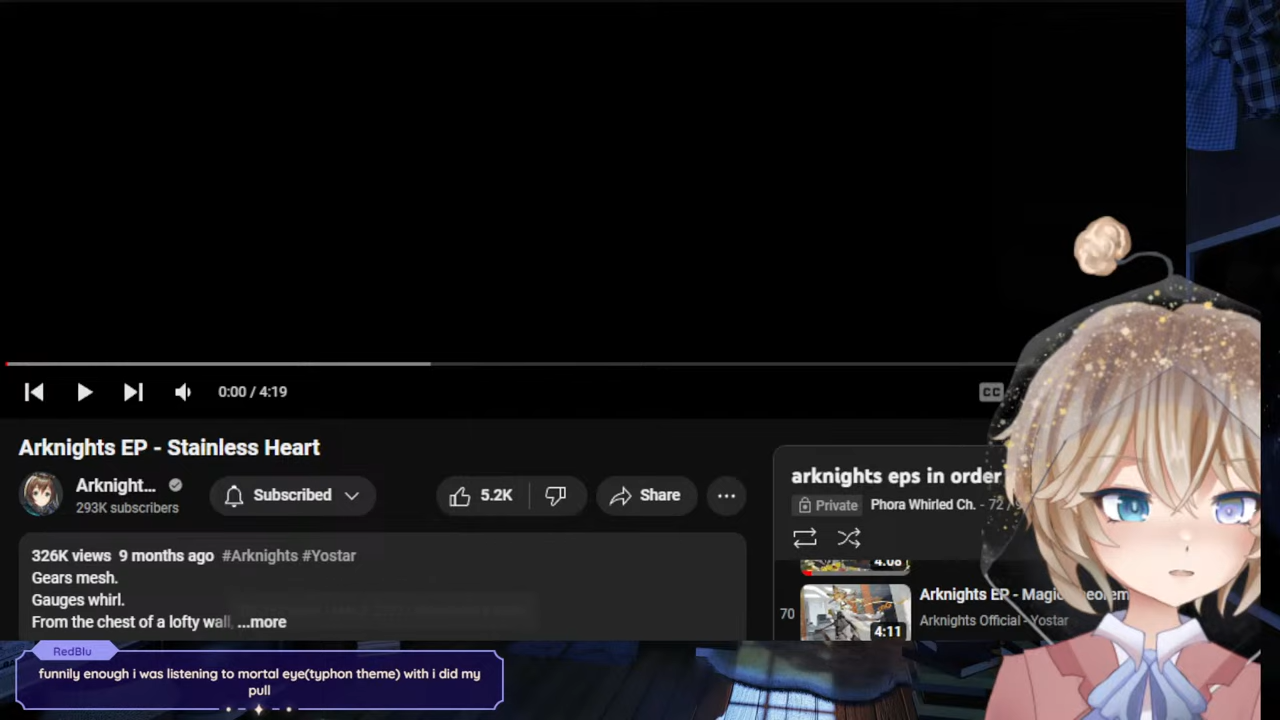 0:00 / 4:19
CC
Arknights EP - Stainless Heart
Arknight...
293K subscribers
Subscribed
5.2K
Share
326K views 9 months ago #Arknights #Yostar
Gears mesh.
Gauges whirl.
From the chest of a lofty wall, ...more
arknights eps in order
Private Phora Whirled Ch. - 72 /
4:08
70
4:11
Arknights EP - Magic
Arknights Official - Yostar
RedBlu
funnily enough i was listening to mortal eye(typhon theme) with i did my
pull